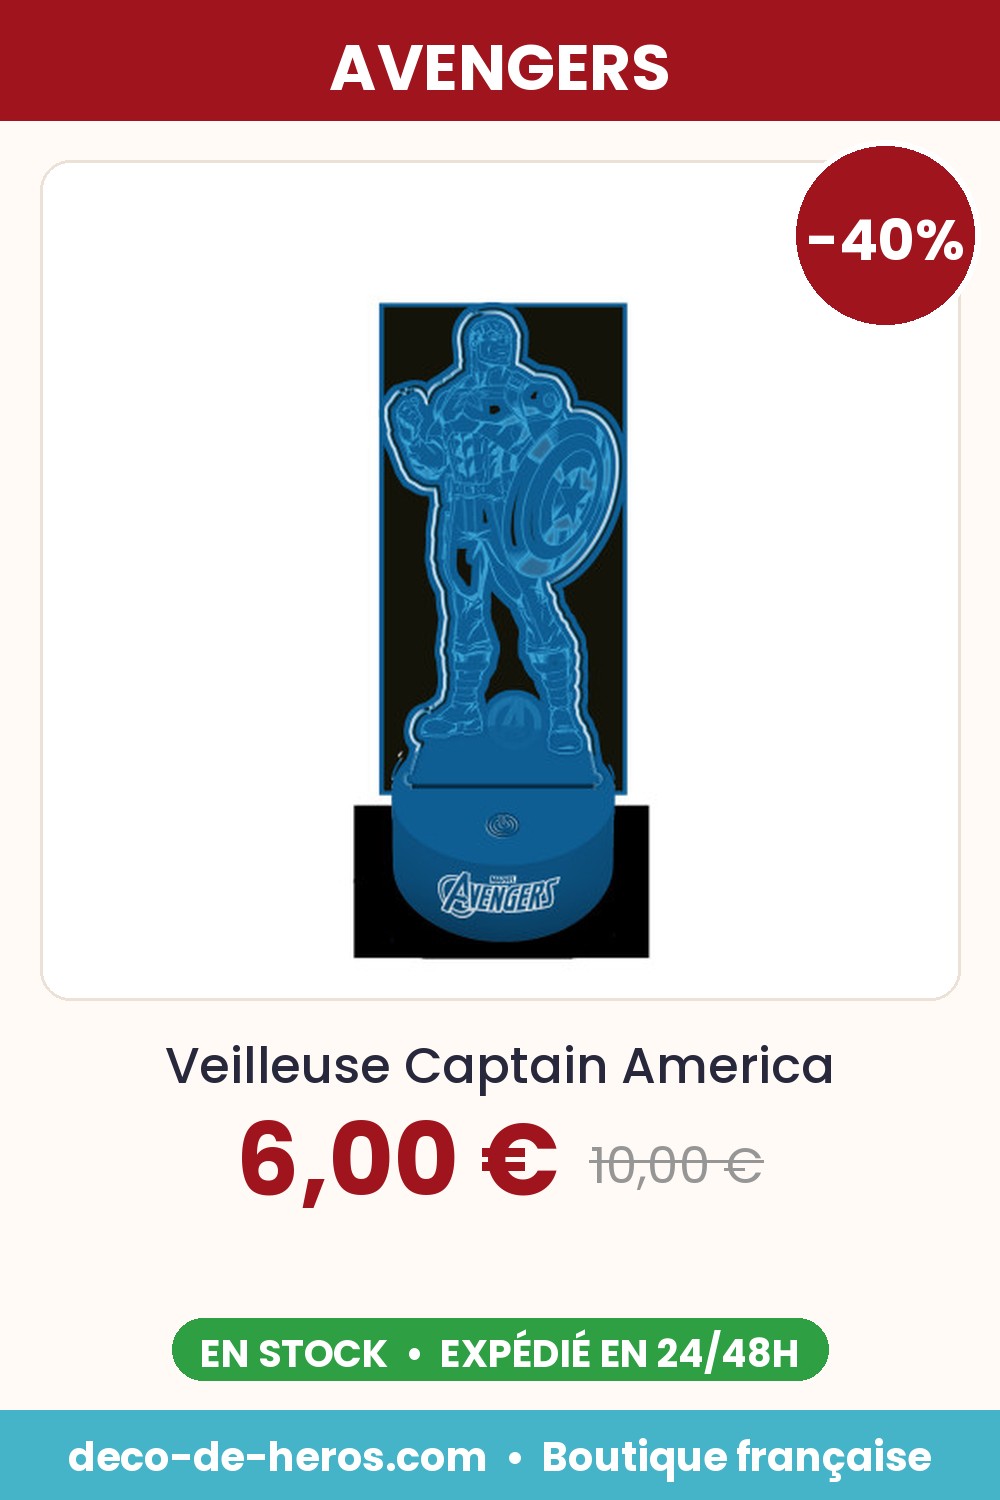 AVENGERS
-40%
MARVEL
AVENGERS
Veilleuse Captain America
6,00 € 10,00 €
EN STOCK • EXPÉDIÉ EN 24/48H
deco-de-heros.com • Boutique française